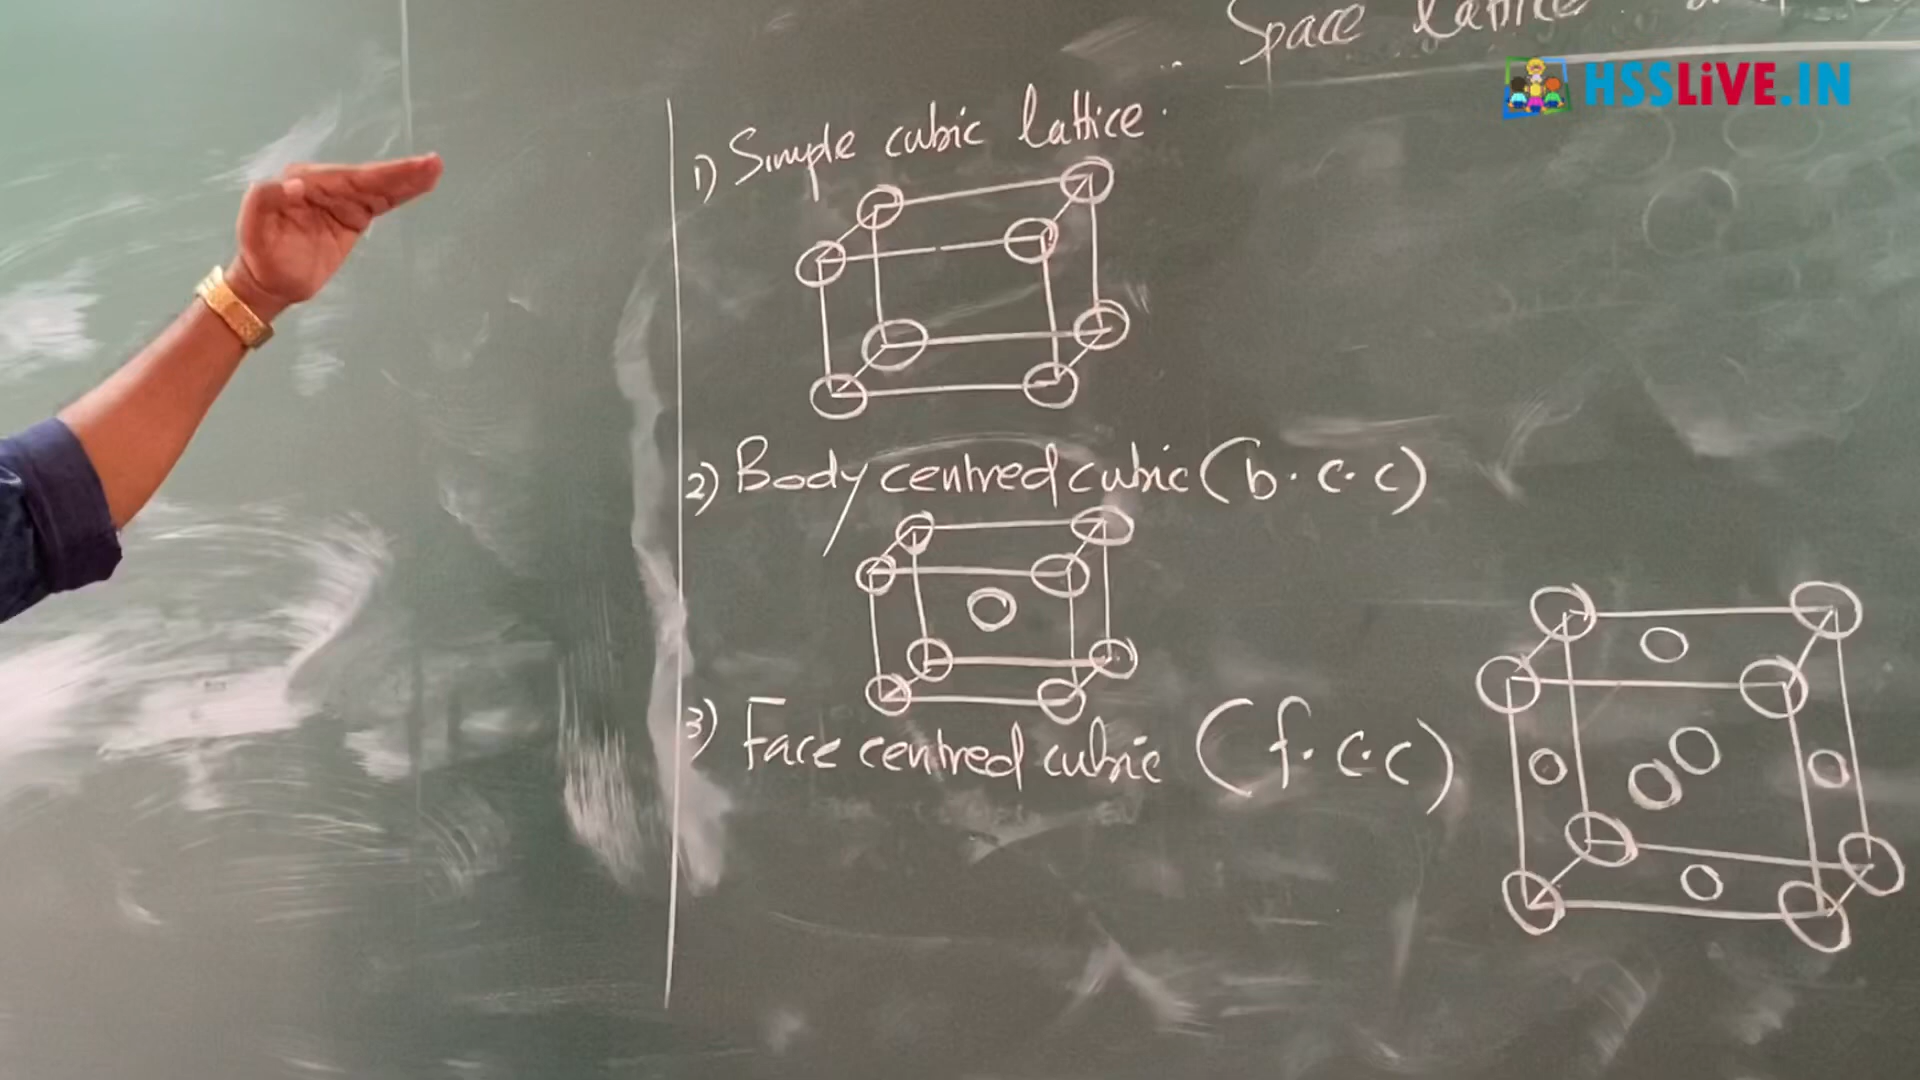 Space lattice
HSSLiVE.IN
1) Simple cubic lattice.
2) Body centred cubic (b.c.c)
3) Face centred cubic (f.c.c)